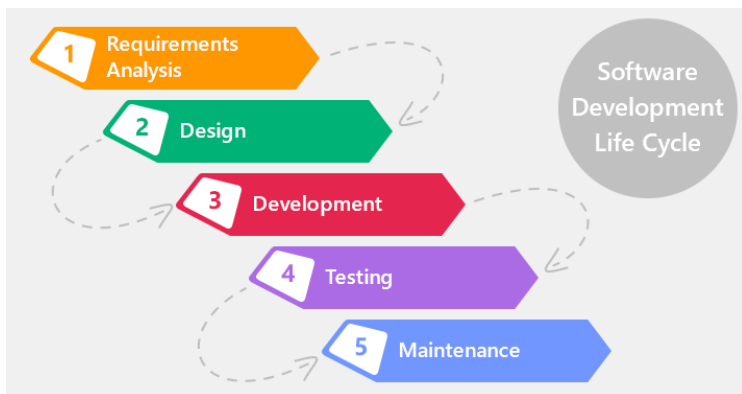 1
Requirements
Analysis
2
Design
3
Development
4
Testing
5
Maintenance
Software
Development
Life Cycle